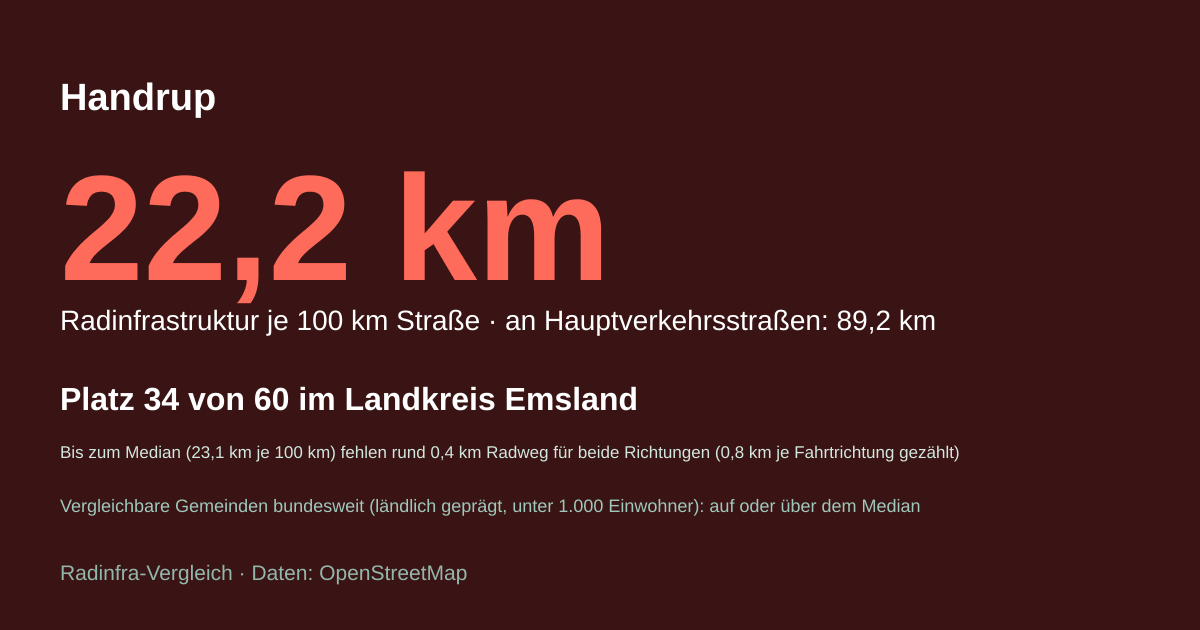 Handrup
22,2 km
Radinfrastruktur je 100 km Straße · an Hauptverkehrsstraßen: 89,2 km
Platz 34 von 60 im Landkreis Emsland
Bis zum Median (23,1 km je 100 km) fehlen rund 0,4 km Radweg für beide Richtungen (0,8 km je Fahrtrichtung gezählt)
Vergleichbare Gemeinden bundesweit (ländlich geprägt, unter 1.000 Einwohner): auf oder über dem Median
Radinfra-Vergleich · Daten: OpenStreetMap